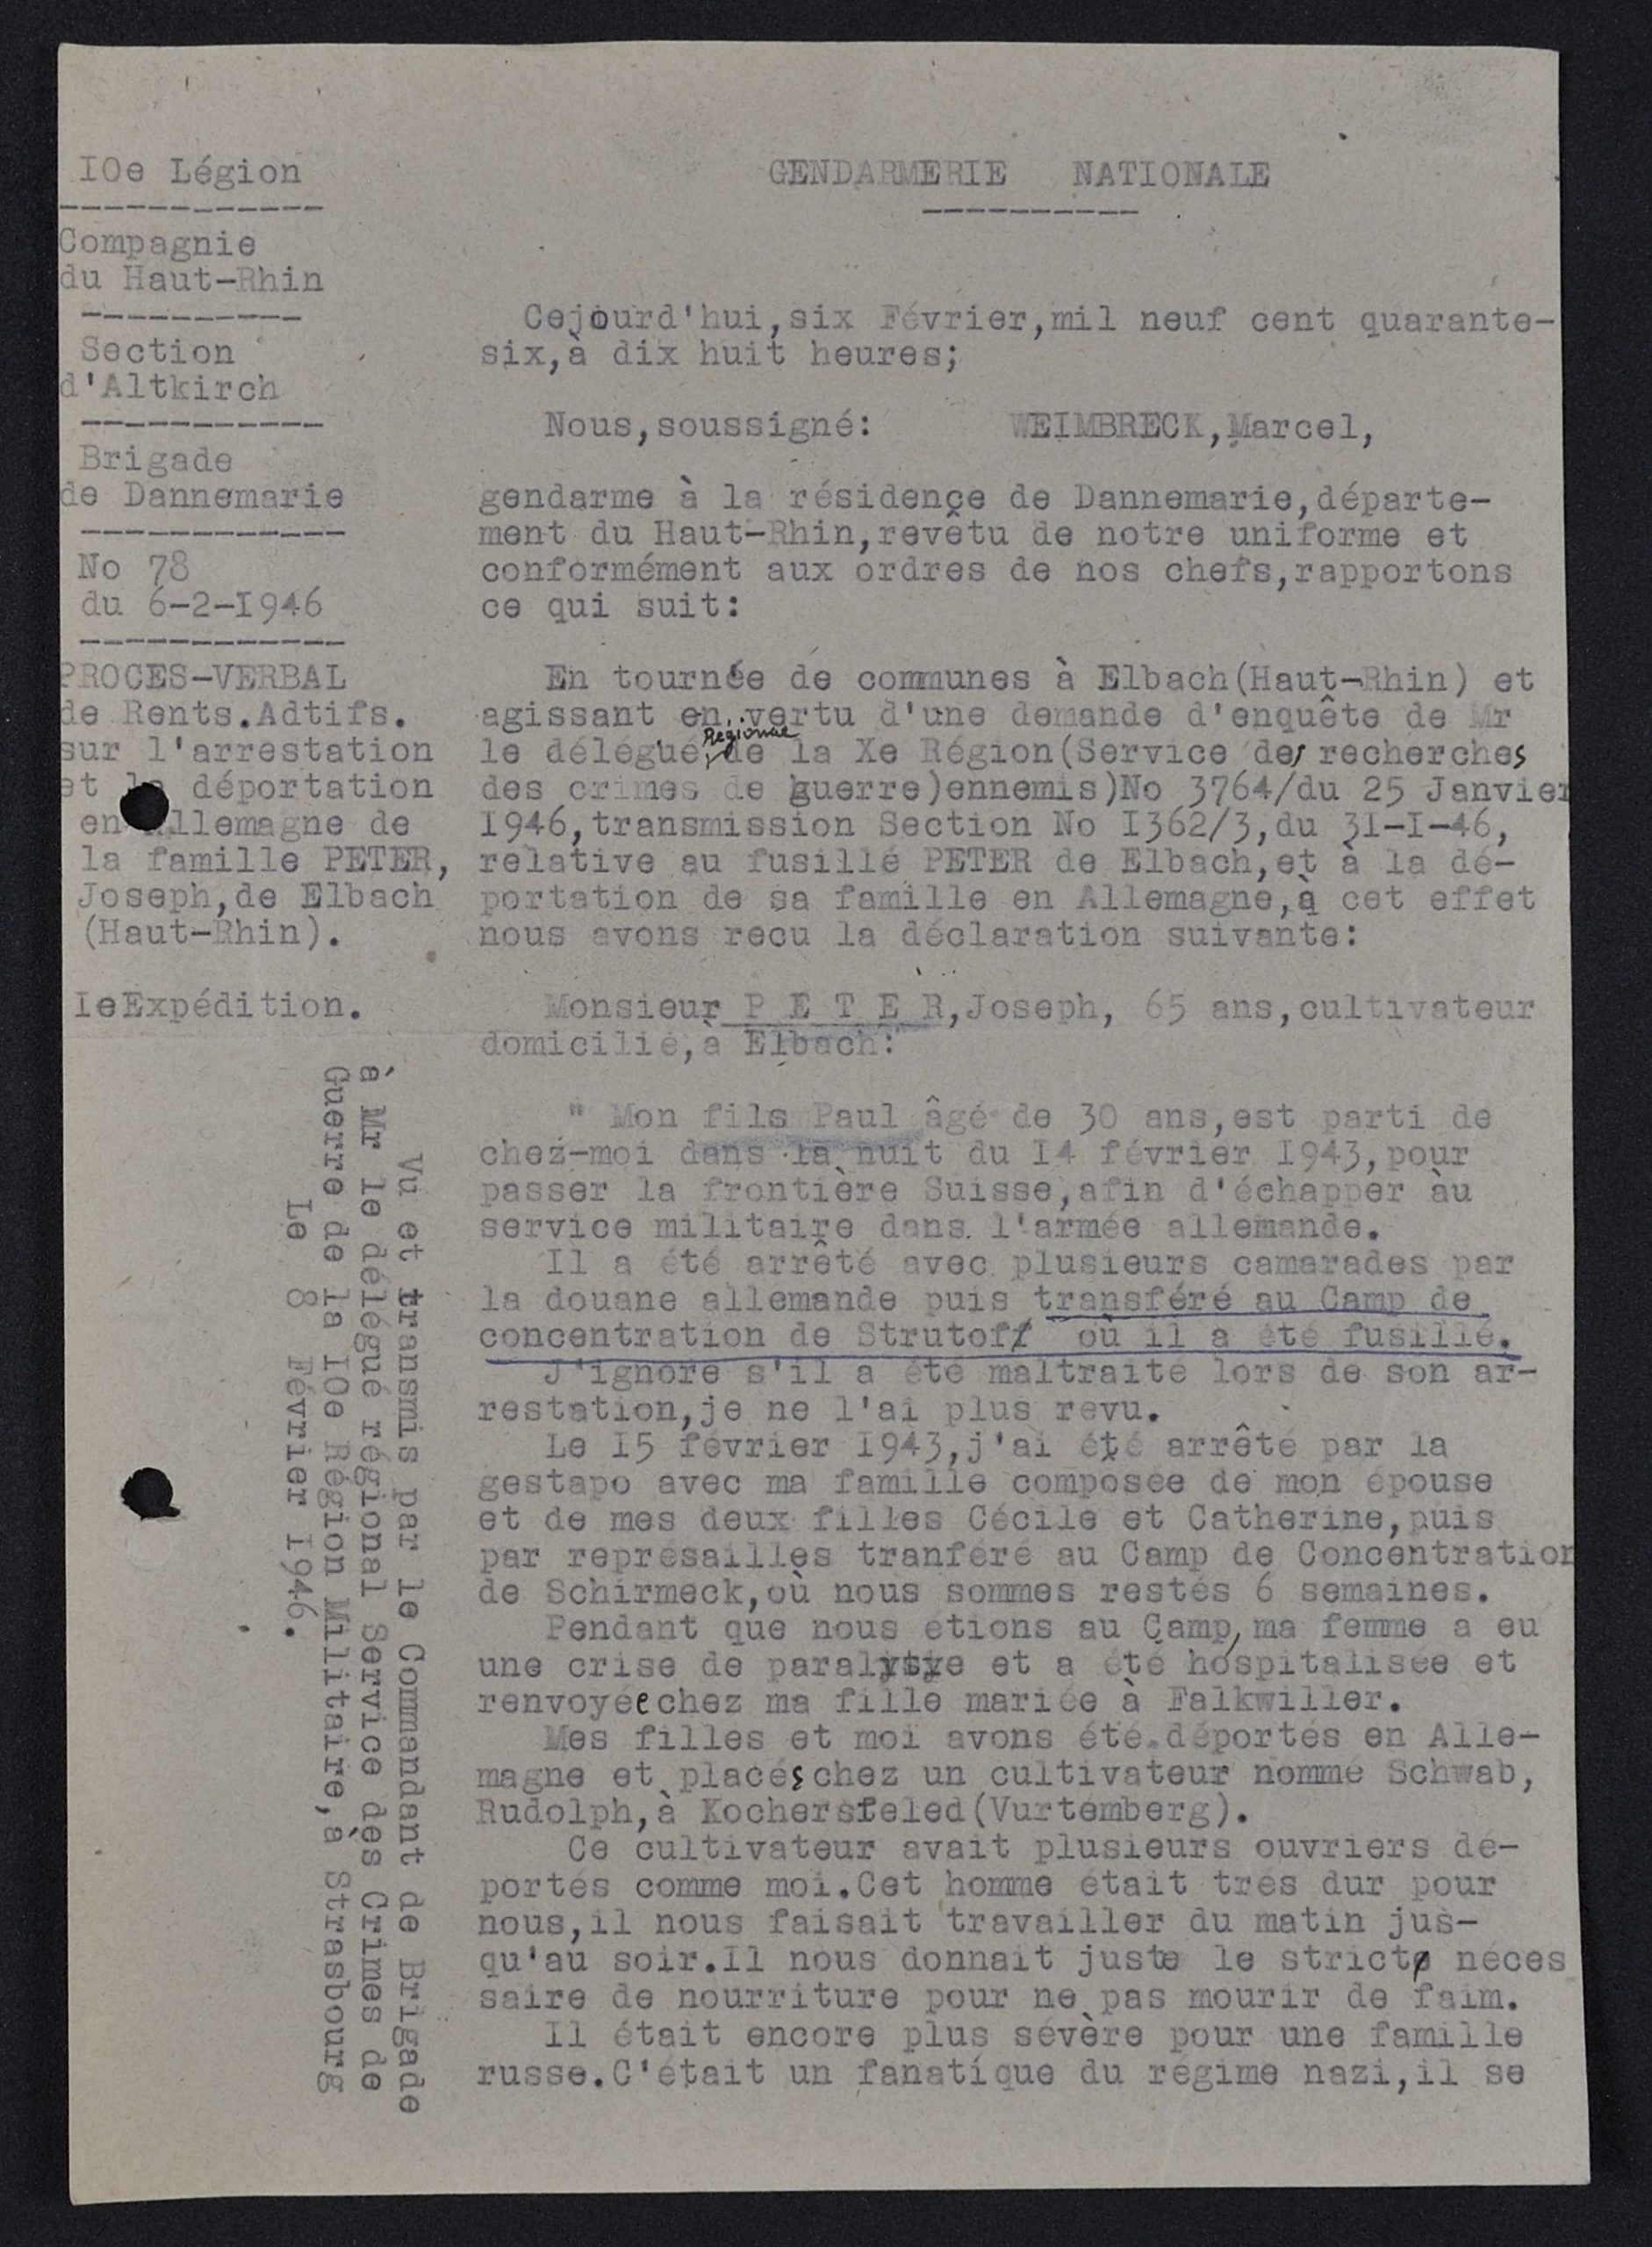 IOe Légion
Compagnie
du Haut-Rhin
Section
d'Altkirch
Brigade
de Dannemarie
No 78
du 6-2-I946
PROCES-VERBAL
de Rents.Adtifs.
sur l'arrestation
et la déportation
en Allemagne de
la famille PETER,
Joseph,de Elbach
(Haut-Rhin).
IeExpédition.
Vu et transmis par le Commandant de Brigade
à Mr le délégué régional Service des Crimes de
Guerre de la IOe Région Militaire,à Strasbourg
Le 8 Février I946.
GENDARMERIE NATIONALE
Cejourd'hui,six Février,mil neuf cent quarante-
six,à dix huit heures;
Nous,soussigné: WEIMBRECK,Marcel,
gendarme à la résidence de Dannemarie,départe-
ment du Haut-Rhin,revêtu de notre uniforme et
conformément aux ordres de nos chefs,rapportons
ce qui suit:
En tournée de communes à Elbach(Haut-Rhin) et
agissant en vertu d'une demande d'enquête de Mr
le délégué Régional de la Xe Région(Service des recherches
des crimes de guerre)ennemis)No 3764/du 25 Janvier
I946,transmission Section No I362/3,du 3I-I-46,
relative au fusillé PETER de Elbach,et à la dé-
portation de sa famille en Allemagne,à cet effet
nous avons recu la déclaration suivante:
Monsieur P E T E R,Joseph, 65 ans,cultivateur
domicilié,à Elbach:
" Mon fils Paul âgé de 30 ans,est parti de
chez-moi dans la nuit du I4 février I943,pour
passer la frontière Suisse,afin d'échapper àu
service militaire dans l'armée allemande.
Il a été arrêté avec plusieurs camarades par
la douane allemande puis transféré au Camp de
concentration de Strutoff où il a été fusillé.
J'ignore s'il a été maltraité lors de son ar-
restation,je ne l'ai plus revu.
Le I5 février I943,j'ai été arrêté par la
gestapo avec ma famille composée de mon épouse
et de mes deux filles Cécile et Catherine,puis
par représailles tranféré au Camp de Concentration
de Schirmeck,où nous sommes restés 6 semaines.
Pendant que nous étions au Camp, ma femme a eu
une crise de paralysye et a été hospitalisée et
renvoyée chez ma fille mariée à Falkwiller.
Mes filles et moi avons été déportés en Alle-
magne et placés chez un cultivateur nommé Schwab,
Rudolph,à Kochersfeled(Vurtemberg).
Ce cultivateur avait plusieurs ouvriers dé-
portés comme moi.Cet homme était trés dur pour
nous,il nous faisait travailler du matin jus-
qu'au soir.Il nous donnait juste le stricte néces
saire de nourriture pour ne pas mourir de faim.
Il était encore plus sévère pour une famille
russe.C'était un fanatique du régime nazi,il se